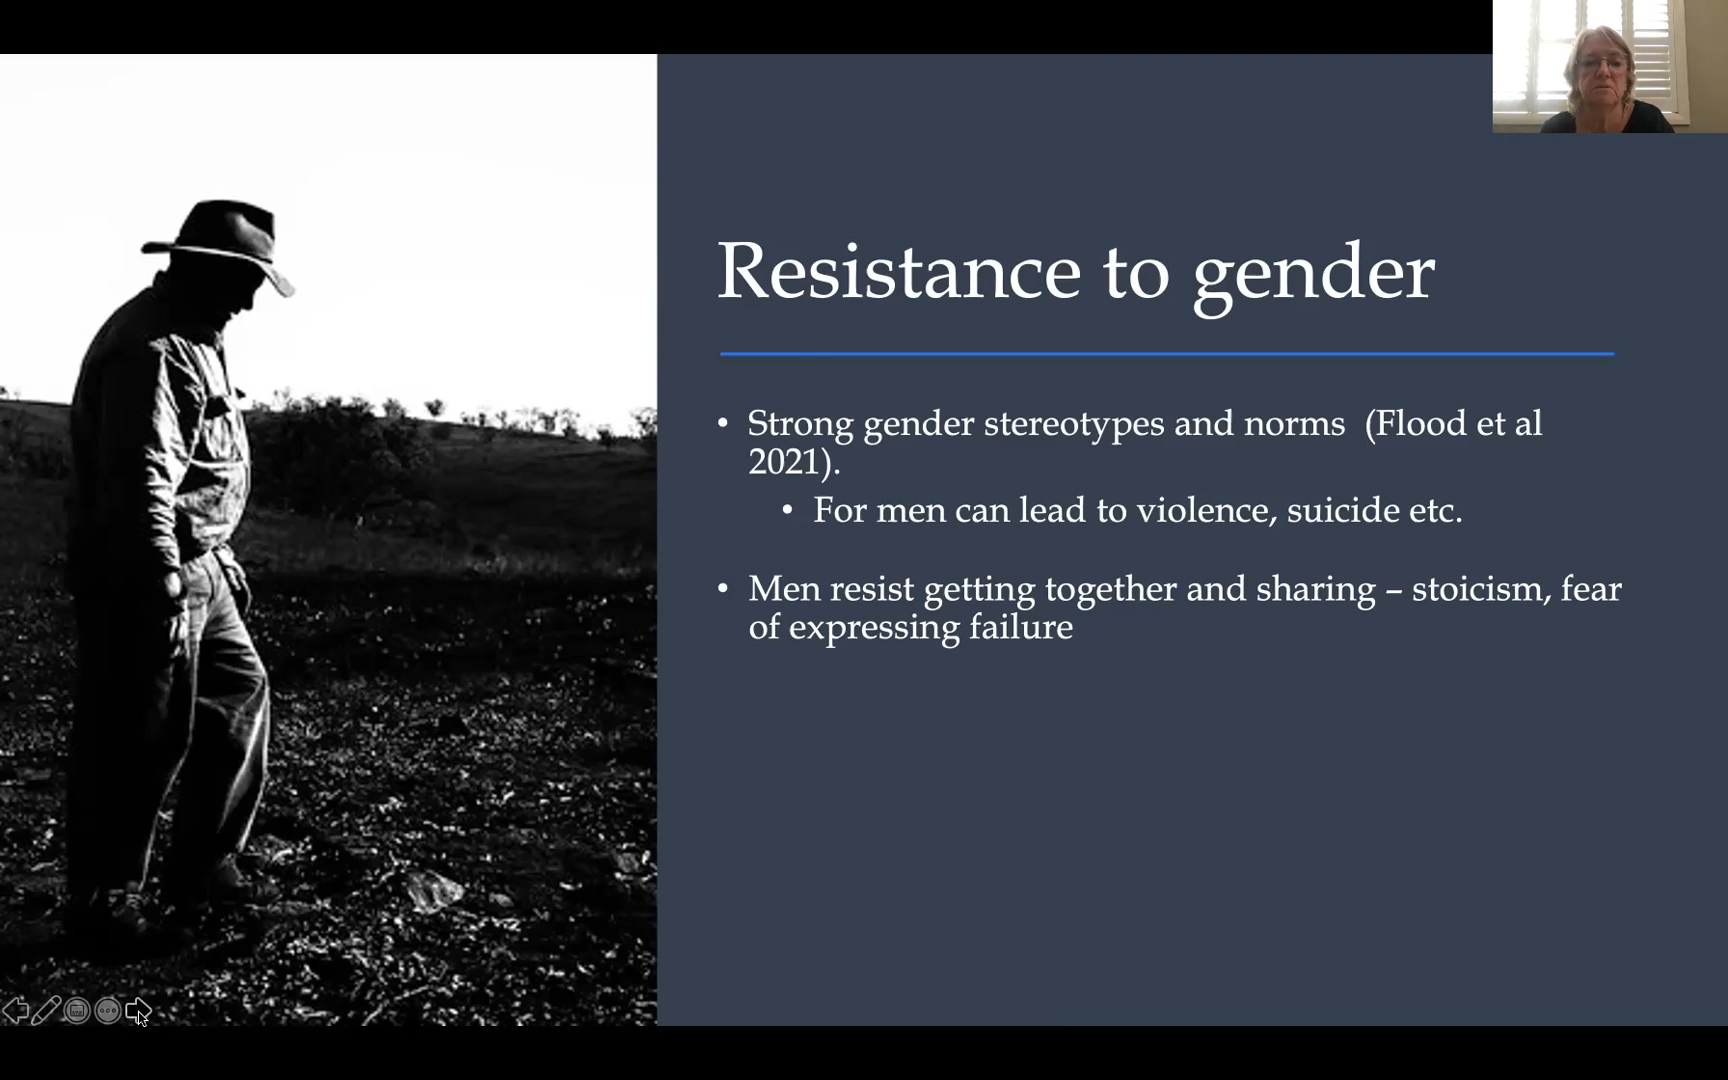 Resistance to gender
• Strong gender stereotypes and norms  (Flood et al
2021).
• For men can lead to violence, suicide etc.
• Men resist getting together and sharing – stoicism, fear
of expressing failure